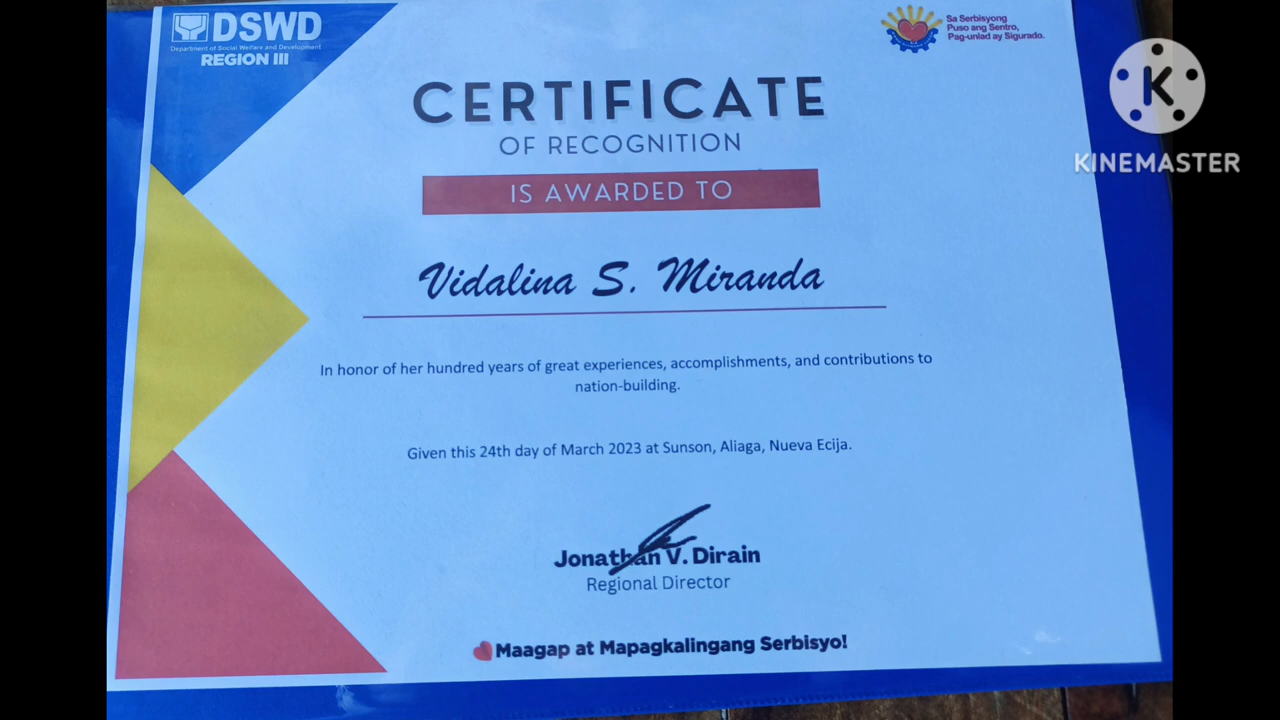 DSWD
Department of Social Welfare and Development
REGION III
Sa Serbisyong
Puso ang Sentro,
Pag-unlad ay Sigurado.
K
KINEMASTER
CERTIFICATE
OF RECOGNITION
IS AWARDED TO
Vidalina S. Miranda
In honor of her hundred years of great experiences, accomplishments, and contributions to
nation-building.
Given this 24th day of March 2023 at Sunson, Aliaga, Nueva Ecija.
Jonathan V. Dirain
Regional Director
Maagap at Mapagkalingang Serbisyo!